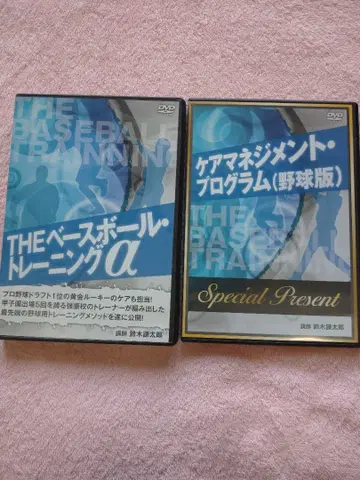 DVD
THE
BASEBALL
TRAINING
THEベースボール・
トレーニングα
プロ野球ドラフト1位の黄金ルーキーのケアも担当!
甲子園出場5回を誇る強豪校のトレーナーが編み出した
最先端の野球用トレーニングメソッドを遂に公開!
講師 鈴木謙太郎
DVD
ケアマネジメント・
プログラム(野球版)
THE
BASEBALL
TRA
Special Present
講師 鈴木謙太郎